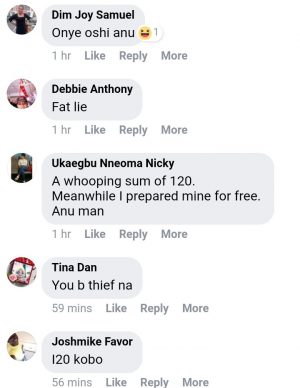 Dim Joy Samuel
Onye oshi anu 😆 1
1 hr Like Reply More
Debbie Anthony
Fat lie
1 hr Like Reply More
Ukaegbu Nneoma Nicky
A whooping sum of 120.
Meanwhile I prepared mine for free.
Anu man
1 hr Like Reply More
Tina Dan
You b thief na
59 mins Like Reply More
Joshmike Favor
I20 kobo
56 mins Like Reply More